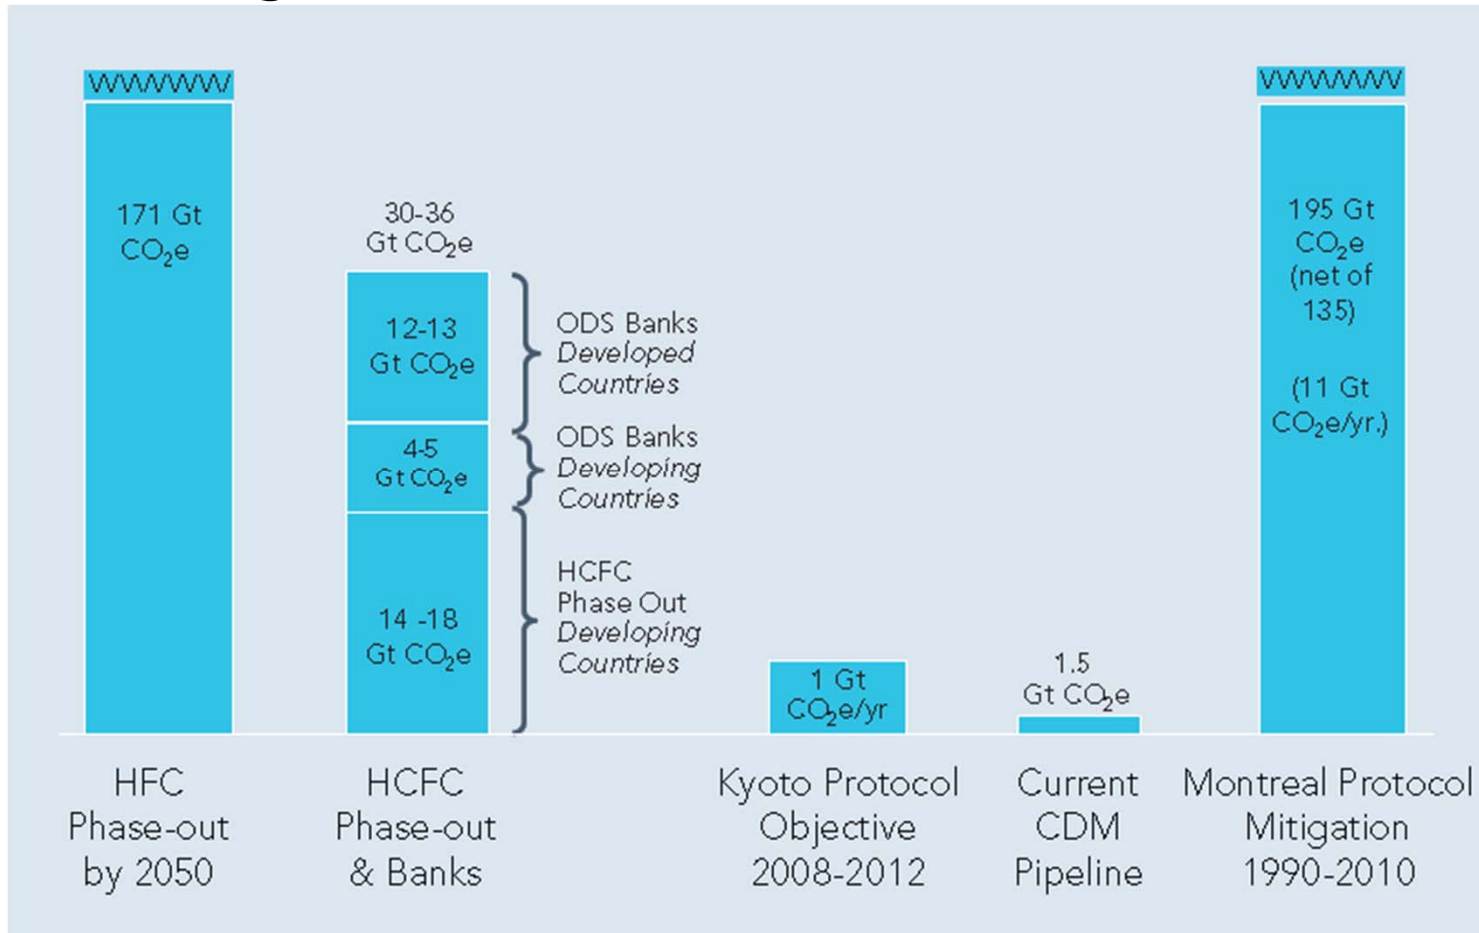 171 Gt
CO₂e
30-36
Gt CO₂e
12-13
Gt CO₂e
4-5
Gt CO₂e
14 -18
Gt CO₂e
ODS Banks
Developed
Countries
ODS Banks
Developing
Countries
HCFC
Phase Out
Developing
Countries
1 Gt
CO₂e/yr
1.5
Gt CO₂e
195 Gt
CO₂e
(net of
135)
(11 Gt
CO₂e/yr.)
HFC
Phase-out
by 2050
HCFC
Phase-out
& Banks
Kyoto Protocol
Objective
2008-2012
Current
CDM
Pipeline
Montreal Protocol
Mitigation
1990-2010